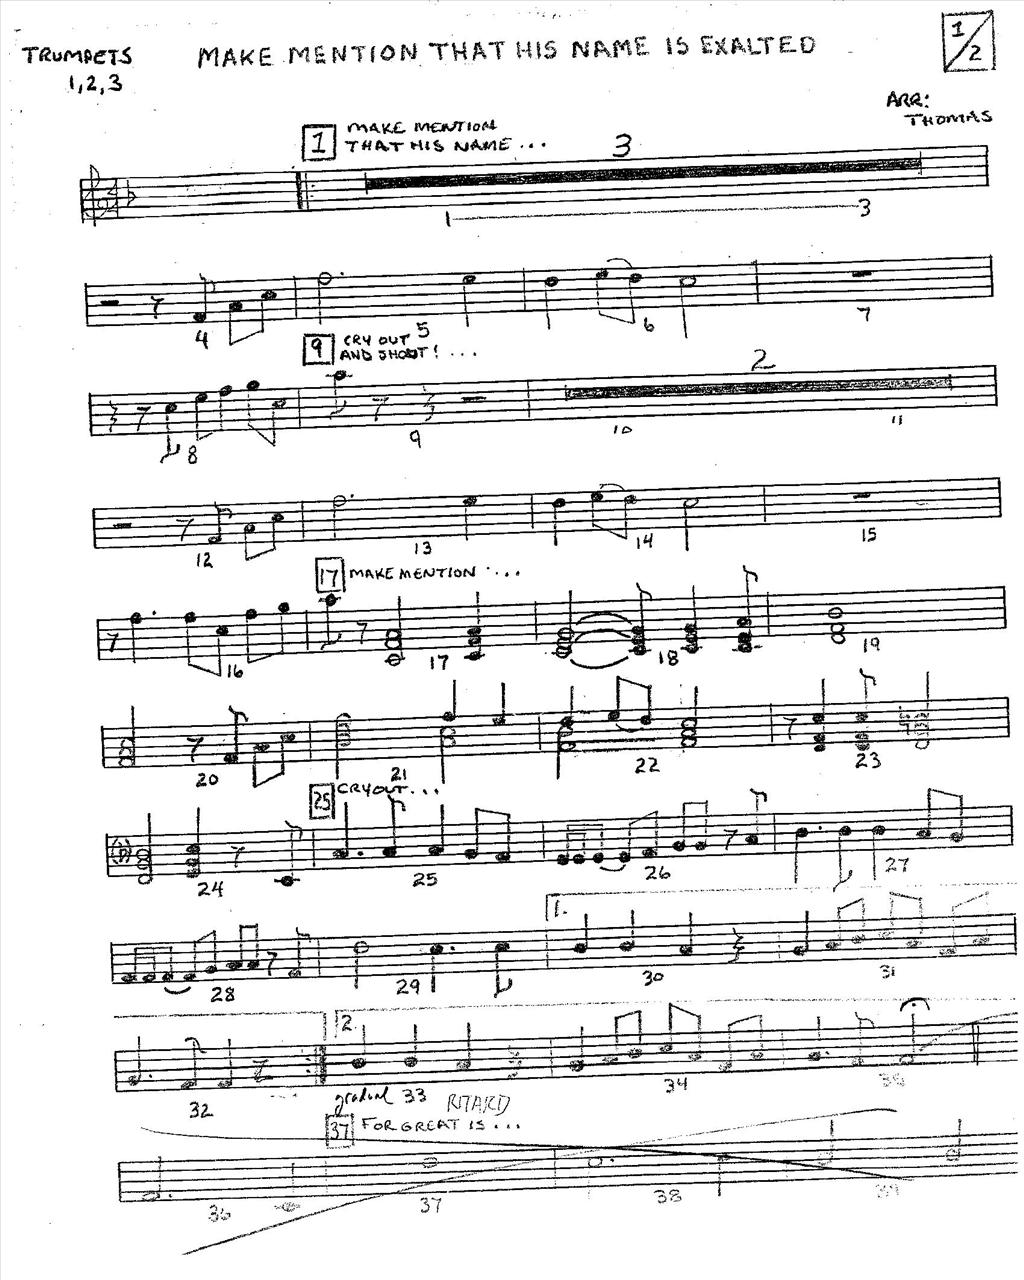 TRUMPETS
1,2,3
MAKE MENTION THAT HIS NAME IS EXALTED
1/2
ARR:
THOMAS
1 MAKE MENTION
THAT HIS NAME...
3
1 3
4 5 6 7
9 CRY OUT
AND SHOUT! ...
2
8 9 10 11
12 13 14 15
17 MAKE MENTION ....
16 17 18 19
20 21 22 23
25 CRY OUT...
24 25 26 27
1.
28 29 30 31
2.
32 33 34 35
gradual RITARD
37 FOR GREAT IS ...
36 37 38 39